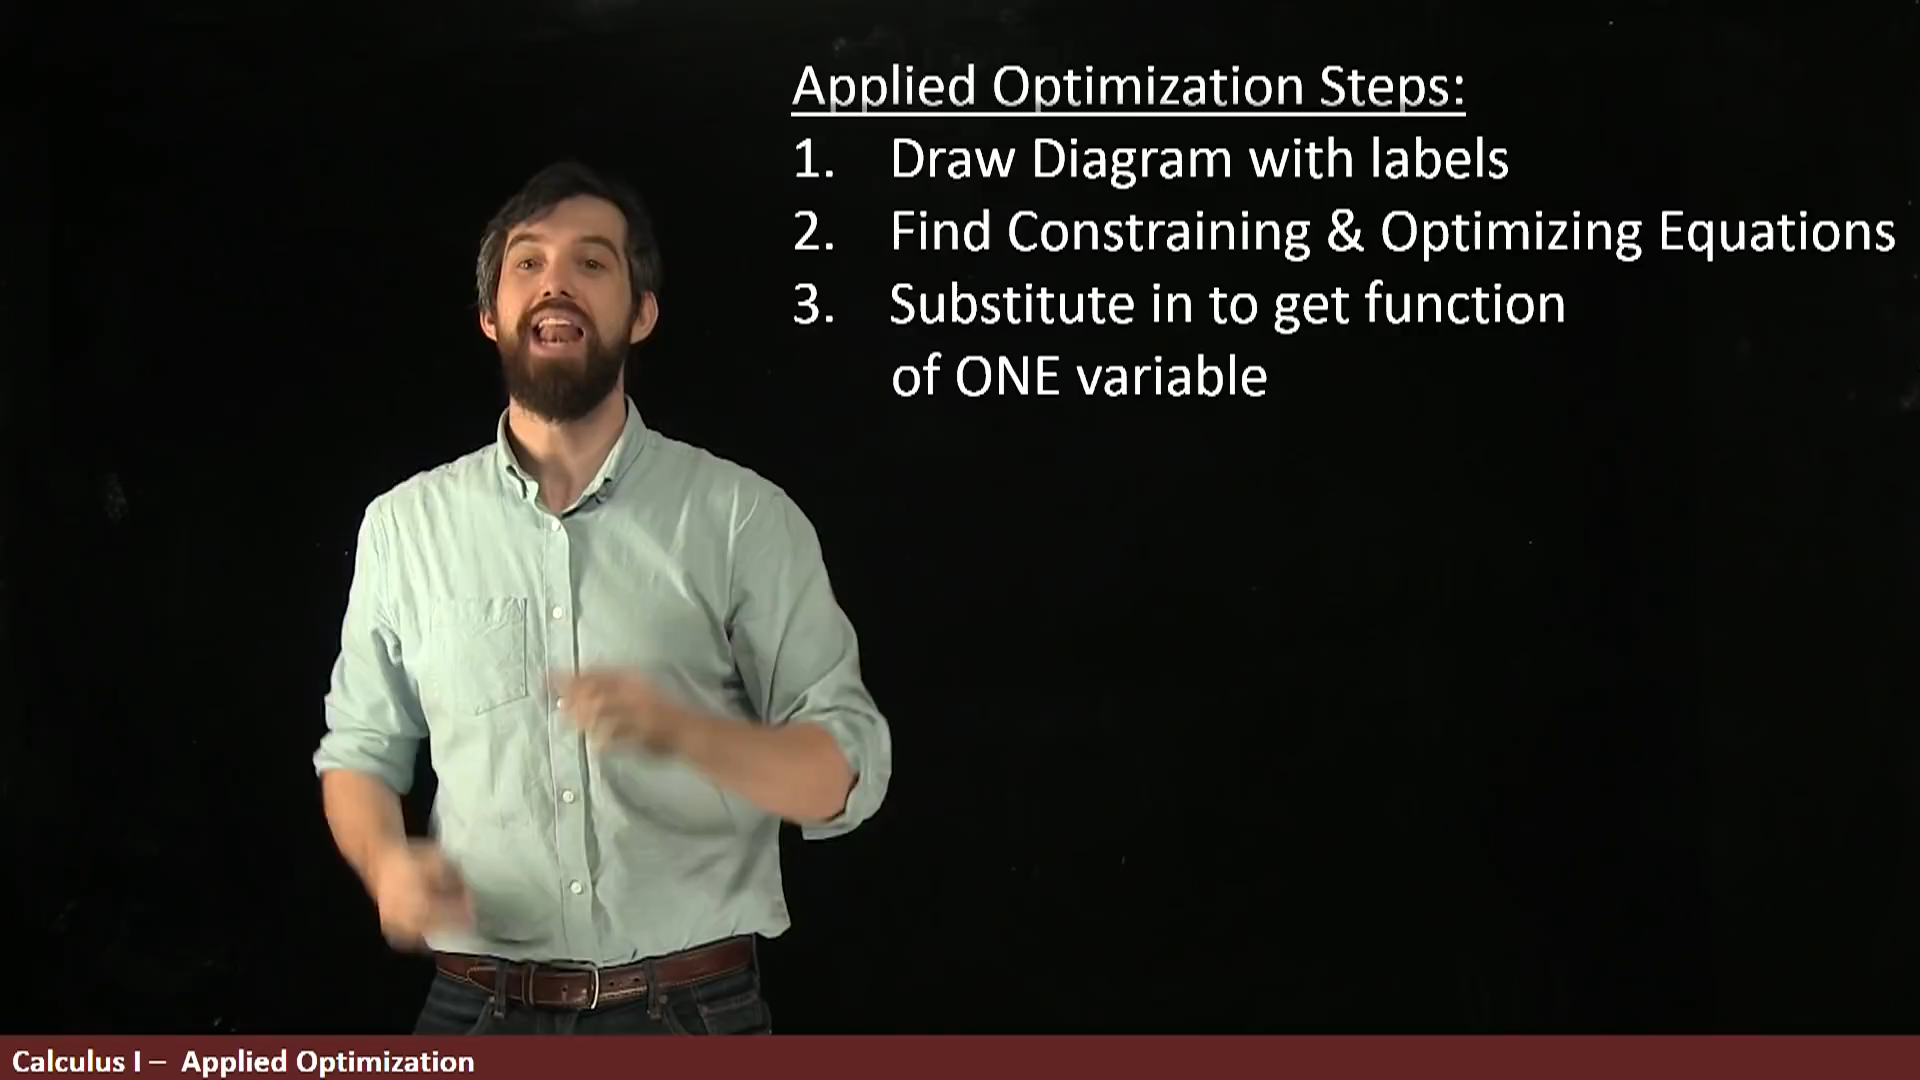 Applied Optimization Steps:
1. Draw Diagram with labels
2. Find Constraining & Optimizing Equations
3. Substitute in to get function
of ONE variable
Calculus I – Applied Optimization